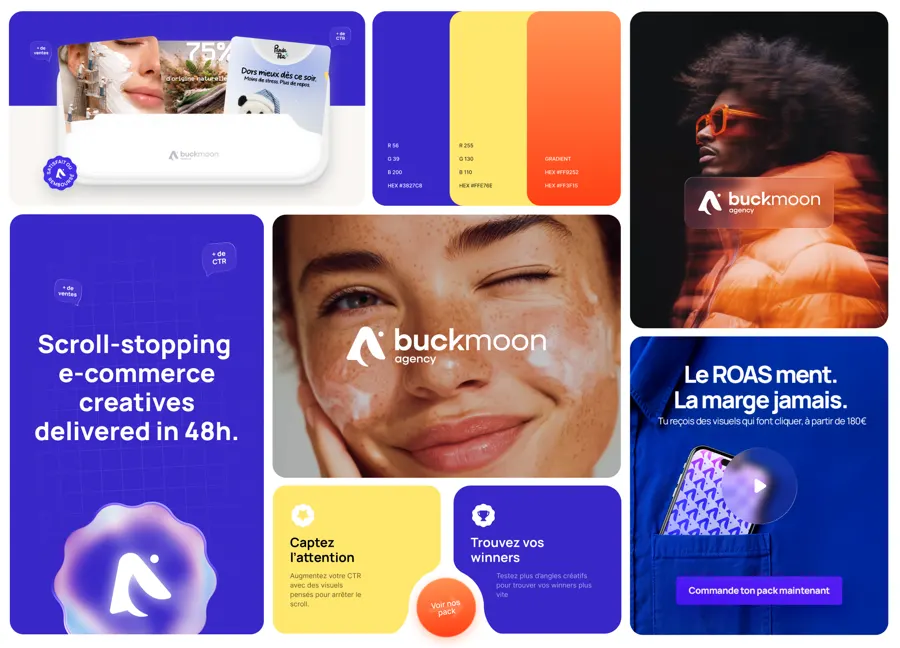 + de
ventes
75%
d'origine naturelle
Dors mieux dès ce soir.
Moins de stress. Plus de repos.
+ de
CTR
buckmoon
SATISFAIT OU
REMBOURSÉ
R 56
G 39
B 200
HEX #3827C8
R 255
G 130
B 110
HEX #FFE76E
GRADIENT
HEX #FF9252
HEX #FF3F15
buckmoon
agency
+ de
CTR
+ de
ventes
Scroll-stopping
e-commerce
creatives
delivered in 48h.
buckmoon
agency
Le ROAS ment.
La marge jamais.
Tu reçois des visuels qui font cliquer, à partir de 180€
Commande ton pack maintenant
Captez
l'attention
Augmentez votre CTR
avec des visuels
pensés pour arrêter le
scroll.
Trouvez vos
winners
Testez plus d'angles créatifs
pour trouver vos winners plus
vite
Voir nos
pack